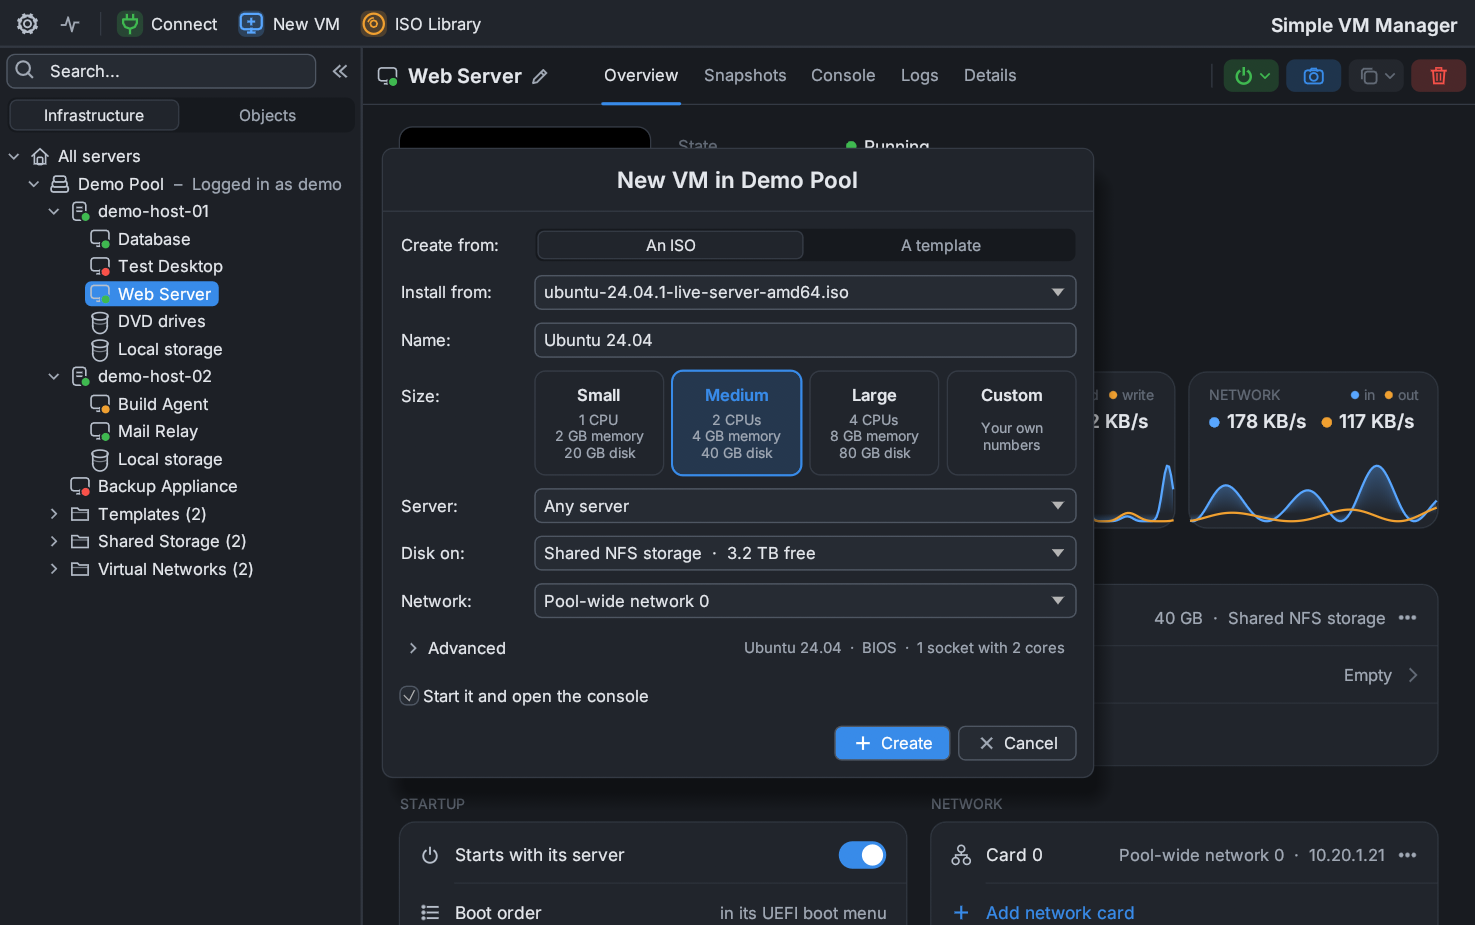 Connect
New VM
ISO Library
Simple VM Manager
Search...
Infrastructure
Objects
All servers
Demo Pool – Logged in as demo
demo-host-01
Database
Test Desktop
Web Server
DVD drives
Local storage
demo-host-02
Build Agent
Mail Relay
Local storage
Backup Appliance
Templates (2)
Shared Storage (2)
Virtual Networks (2)
Web Server
Overview
Snapshots
Console
Logs
Details
State
Running
New VM in Demo Pool
Create from:
An ISO
A template
Install from:
ubuntu-24.04.1-live-server-amd64.iso
Name:
Ubuntu 24.04
Size:
Small
1 CPU
2 GB memory
20 GB disk
Medium
2 CPUs
4 GB memory
40 GB disk
Large
4 CPUs
8 GB memory
80 GB disk
Custom
Your own
numbers
Server:
Any server
Disk on:
Shared NFS storage · 3.2 TB free
Network:
Pool-wide network 0
Advanced
Ubuntu 24.04 · BIOS · 1 socket with 2 cores
Start it and open the console
Create
Cancel
write
KB/s
NETWORK
in
out
178 KB/s
117 KB/s
40 GB · Shared NFS storage
Empty
STARTUP
Starts with its server
Boot order
in its UEFI boot menu
NETWORK
Card 0
Pool-wide network 0 · 10.20.1.21
Add network card